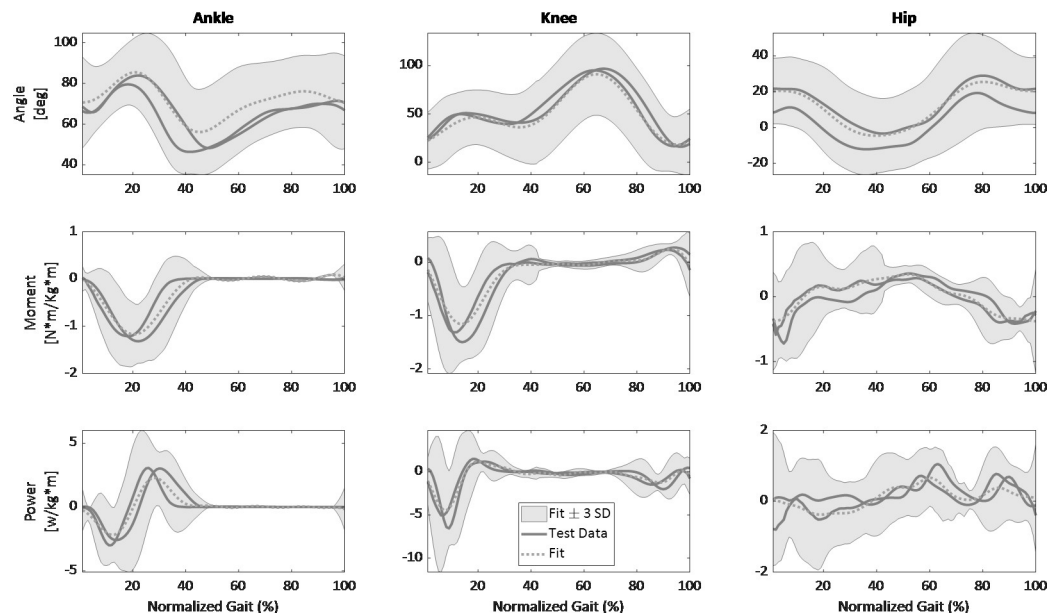 Ankle Knee Hip
Angle
[deg]
100
80
60
40
20 40 60 80 100
100
50
0
20 40 60 80 100
40
20
0
-20
20 40 60 80 100
Moment
[N*m/Kg*m]
1
0
-1
-2
20 40 60 80 100
0
-1
-2
20 40 60 80 100
1
0
-1
20 40 60 80 100
Power
[w/kg*m]
5
0
-5
20 40 60 80 100
Normalized Gait (%)
5
0
-5
-10
Fit ± 3 SD
Test Data
Fit
20 40 60 80 100
Normalized Gait (%)
2
0
-2
20 40 60 80 100
Normalized Gait (%)